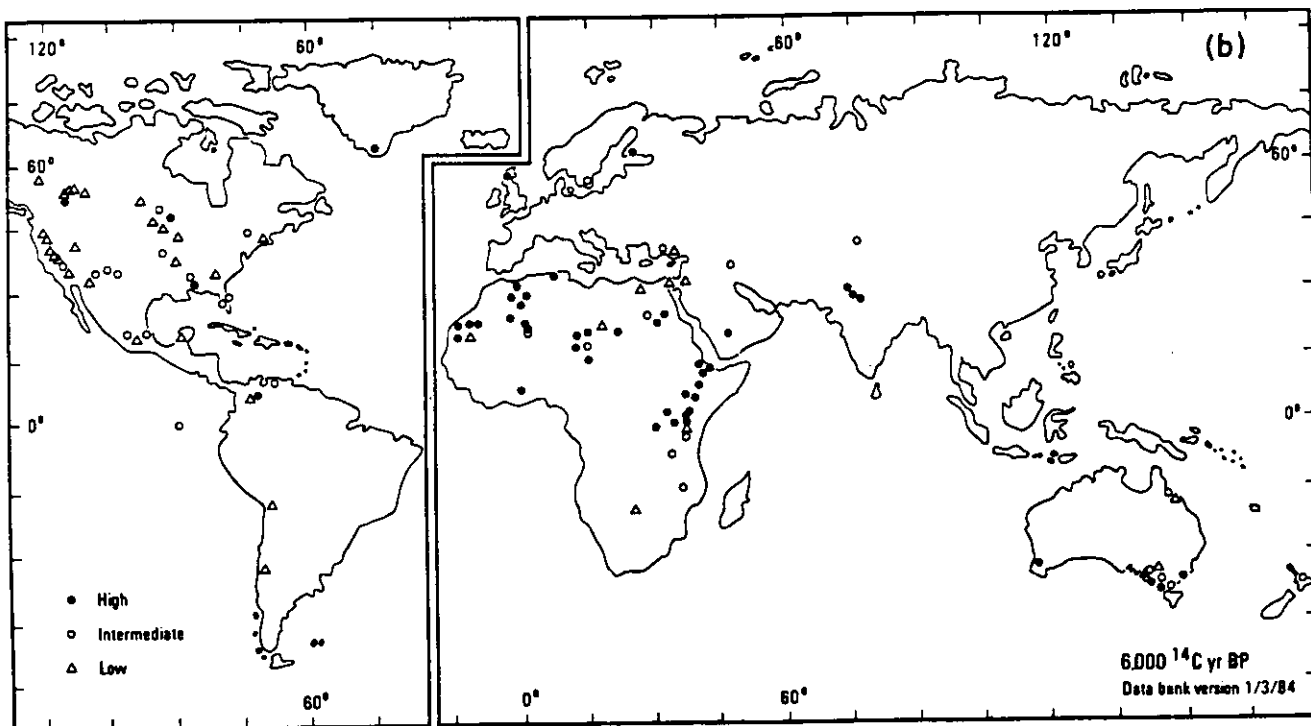 120° 60° 60° 120° (b)
60° 60°
0° 0°
High
Intermediate
Low
6,000 ¹⁴C yr BP
Data bank version 1/3/84
60° 0° 60° 120°